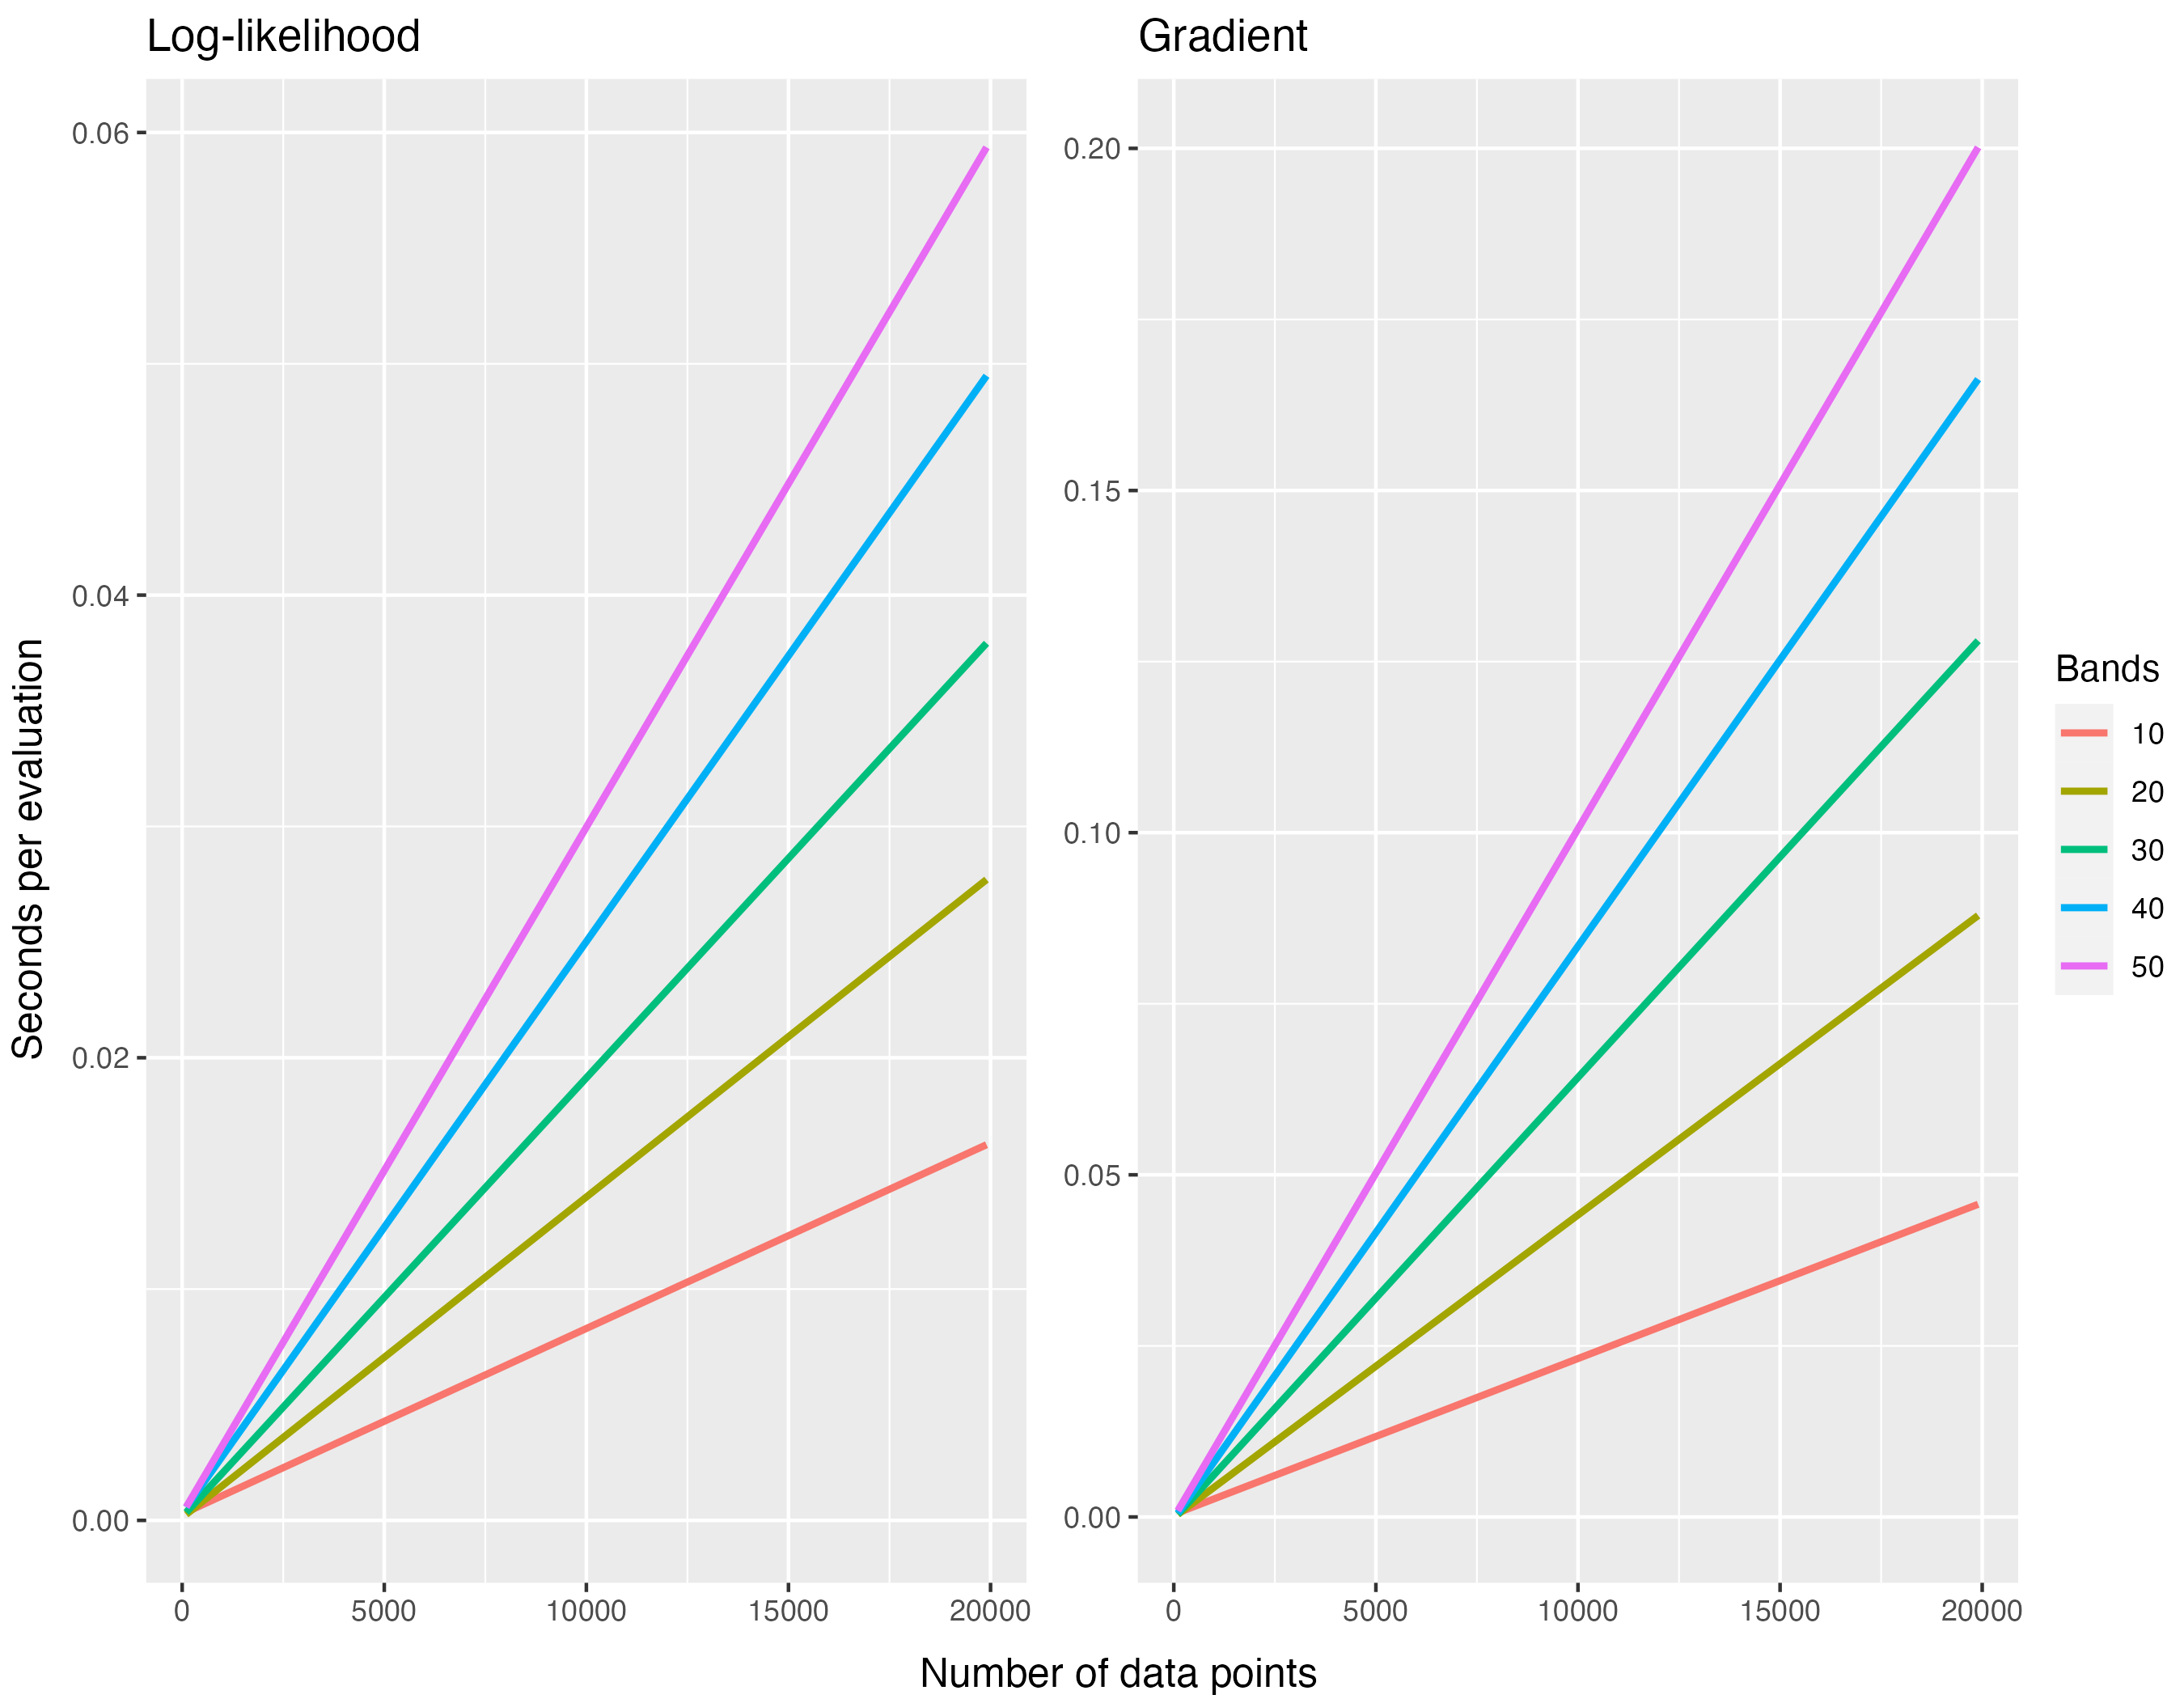 Log-likelihood
Gradient
0.06
0.04
0.02
0.00
0.20
0.15
0.10
0.05
0.00
Seconds per evaluation
0 5000 10000 15000 20000
0 5000 10000 15000 20000
Number of data points
Bands
10
20
30
40
50